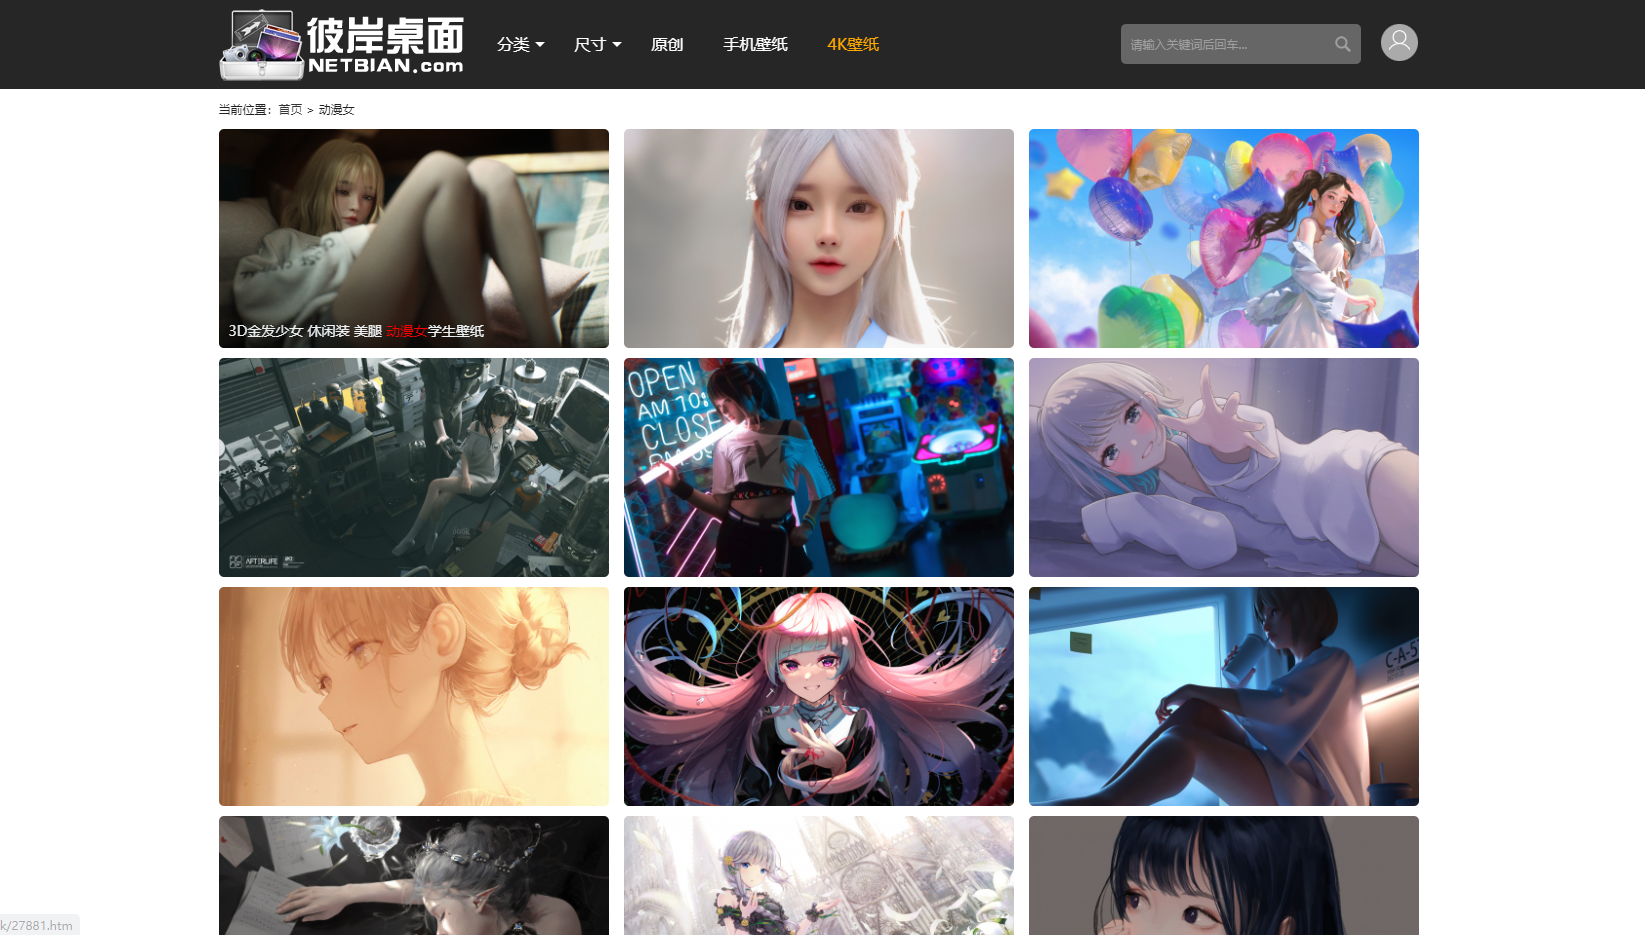 彼岸桌面
NETBIAN.com
分类
尺寸
原创
手机壁纸
4K壁纸
请输入关键词后回车...
当前位置：首页 > 动漫女
3D金发少女 休闲装 美腿 动漫女学生壁纸
OPEN
AM 10:
CLOSE
AFTERLIFE
C-A-5
k/27881.htm